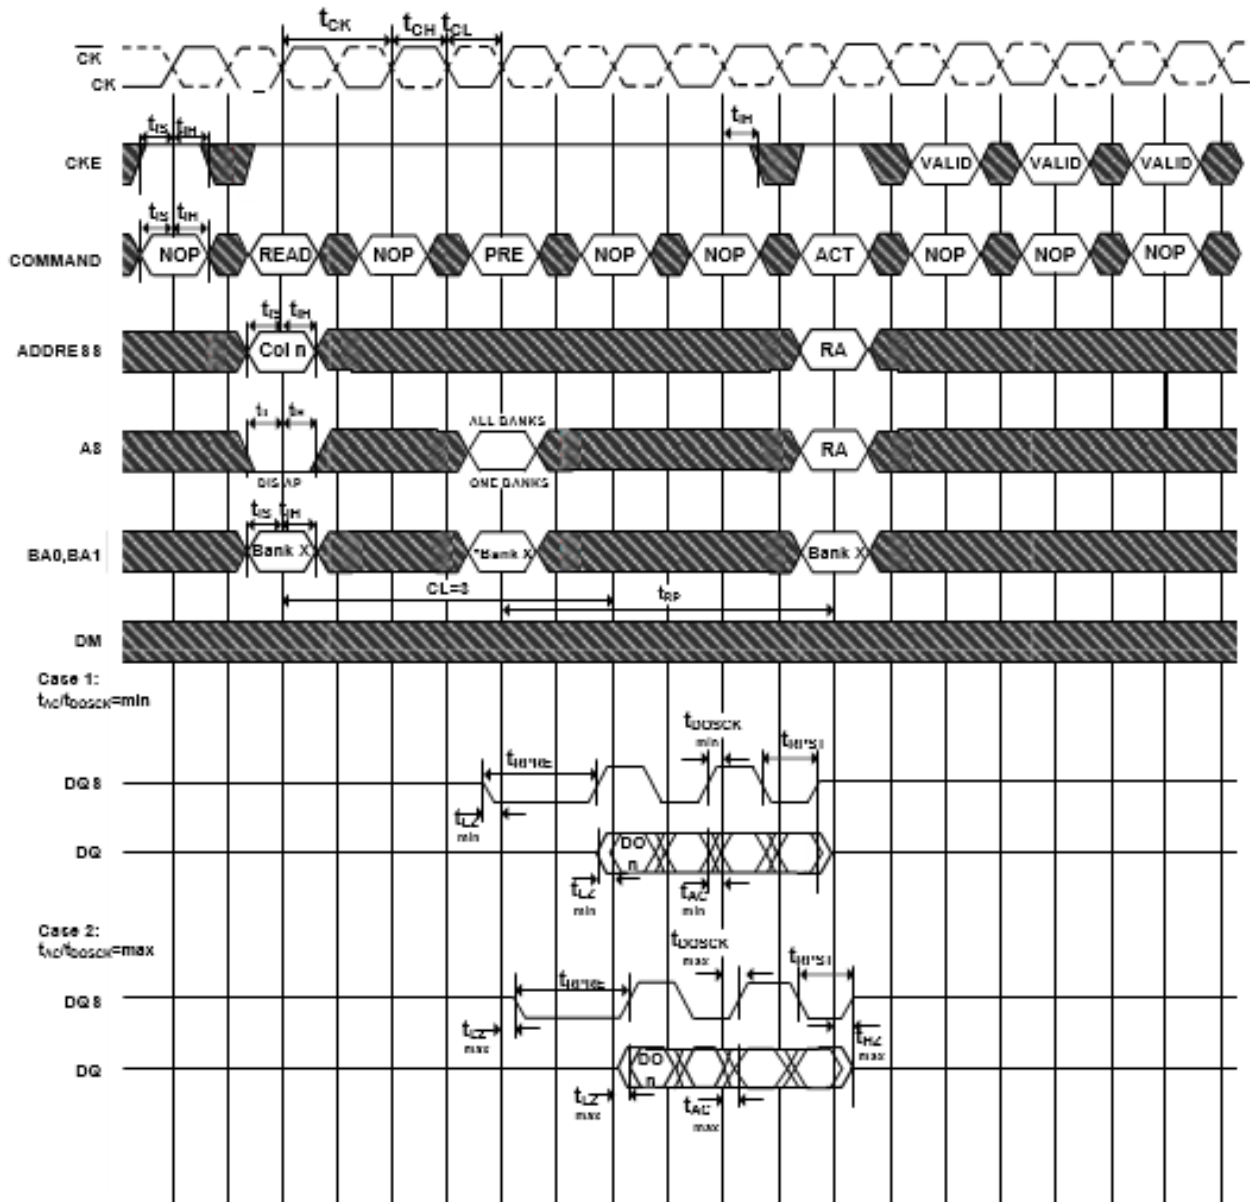 tCK tCH tCL
CK
CK
tIS tIH tIH
CKE VALID VALID VALID
tIS tIH
COMMAND NOP READ NOP PRE NOP NOP ACT NOP NOP NOP
tIS tIH
ADDRESS Col n RA
ALL BANKS
A8 RA
DIS AP ONE BANKS
tIS tIH
BA0,BA1 Bank X *Bank X Bank X
CL=3 tRP
DM
Case 1:
tAC/tDQSCK=min
tDQSCK
min
tRPRE tRPST
DQS
tLZ
min
DQ DO
n
tLZ tAC
min min
Case 2:
tAC/tDQSCK=max
tDQSCK
max
tRPRE tRPST
DQS
tLZ tHZ
max max
DQ DO
n
tLZ tAC
max max